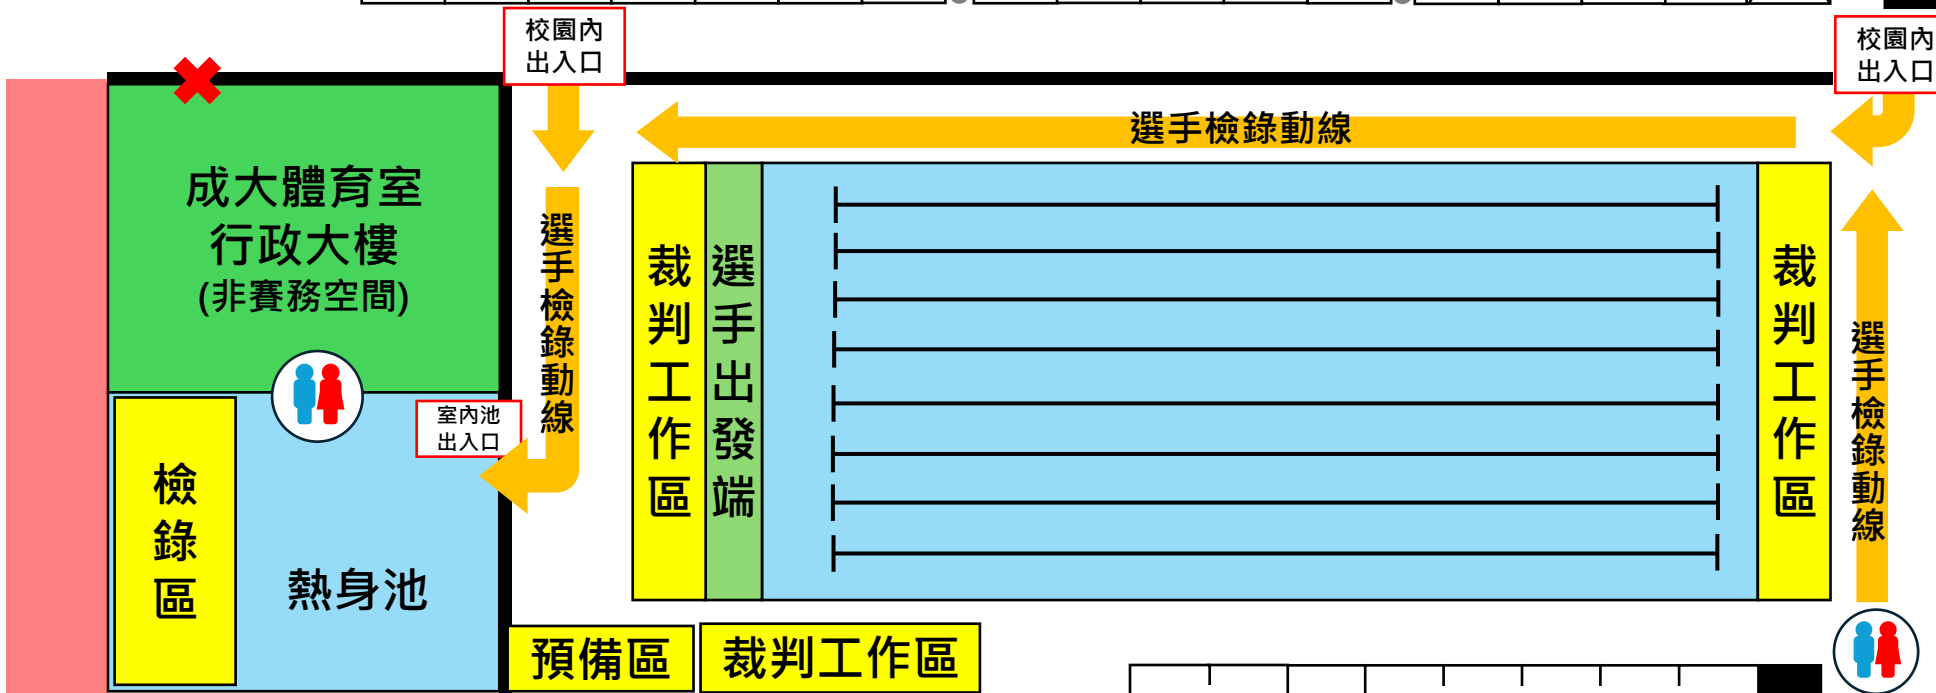 校園內
出入口
校園內
出入口
選手檢錄動線
成大體育室
行政大樓
(非賽務空間)
選手檢錄動線
裁判工作區
選手出發端
裁判工作區
選手檢錄動線
室內池
出入口
檢錄區
熱身池
預備區
裁判工作區